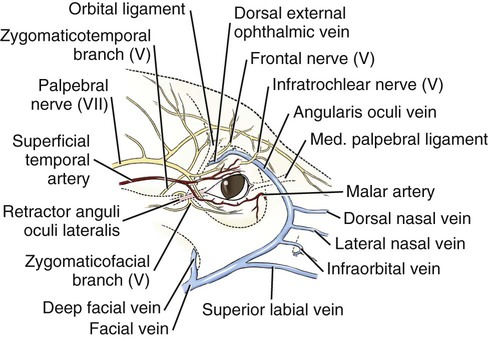 Orbital ligament
Zygomaticotemporal
branch (V)
Palpebral
nerve (VII)
Superficial
temporal
artery
Retractor anguli
oculi lateralis
Zygomaticofacial
branch (V)
Deep facial vein
Facial vein
Dorsal external
ophthalmic vein
Frontal nerve (V)
Infratrochlear nerve (V)
Angularis oculi vein
Med. palpebral ligament
Malar artery
Dorsal nasal vein
Lateral nasal vein
Infraorbital vein
Superior labial vein